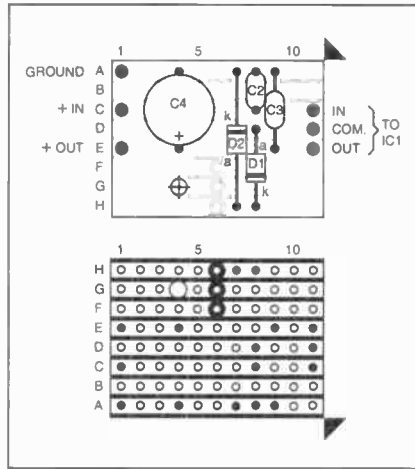 1 5 10
GROUND A
B
+ IN C
D
+ OUT E
F
G
H
C4
+
C2
C3
k
D2
a
a
D1
k
IN
COM.
OUT
TO
IC1
1 5 10
H
G
F
E
D
C
B
A